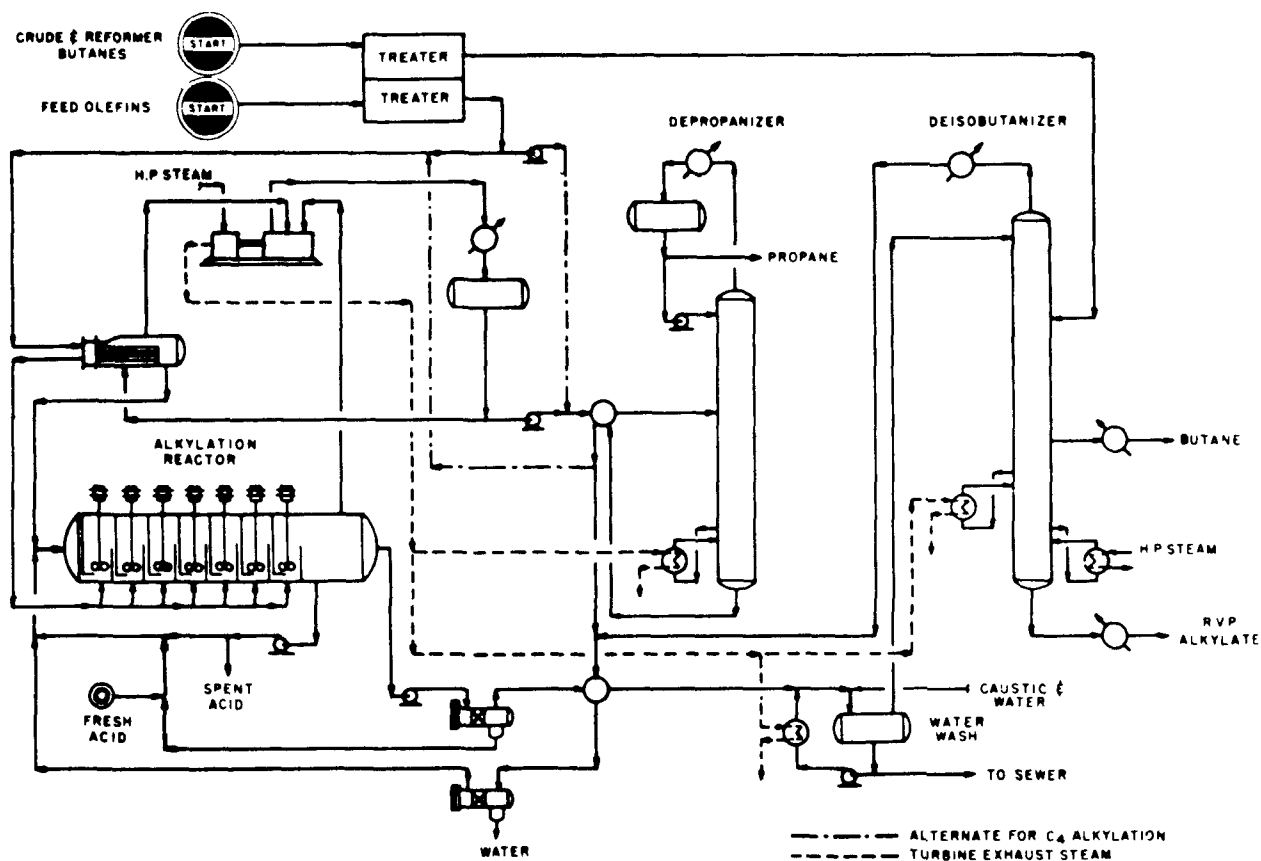 CRUDE & REFORMER
BUTANES
START
TREATER
FEED OLEFINS
START
TREATER
DEPROPANIZER
DEISOBUTANIZER
H.P STEAM
PROPANE
ALKYLATION
REACTOR
BUTANE
H.P STEAM
R.V.P
ALKYLATE
SPENT
ACID
FRESH
ACID
CAUSTIC &
WATER
WATER
WASH
TO SEWER
WATER
ALTERNATE FOR C4 ALKYLATION
TURBINE EXHAUST STEAM